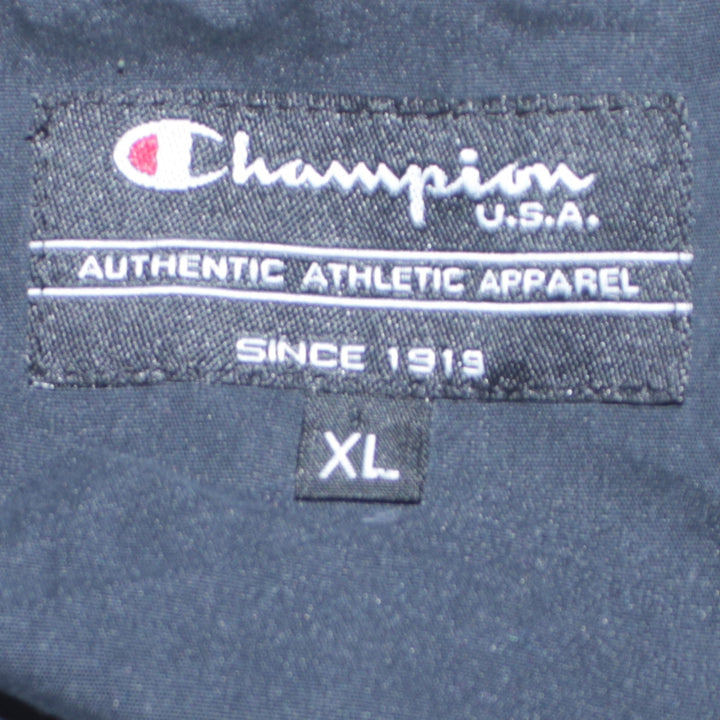 Champion
U.S.A.
AUTHENTIC ATHLETIC APPAREL
SINCE 1919
XL